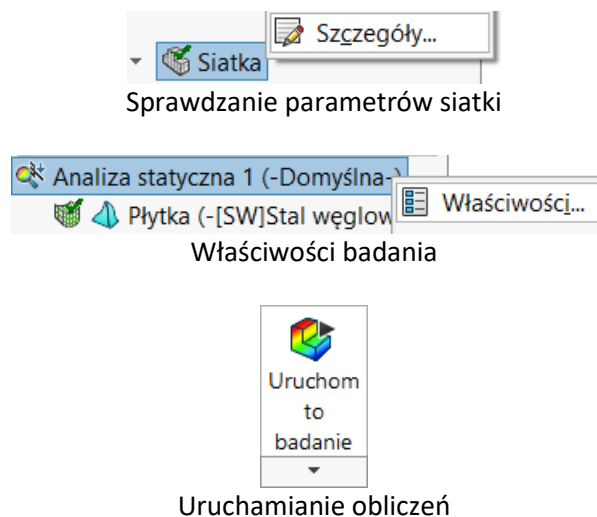 Szczegóły...
Siatka
Sprawdzanie parametrów siatki
Analiza statyczna 1 (-Domyślna-)
Płytka (-[SW]Stal węglow
Właściwości...
Właściwości badania
Uruchom
to
badanie
Uruchamianie obliczeń